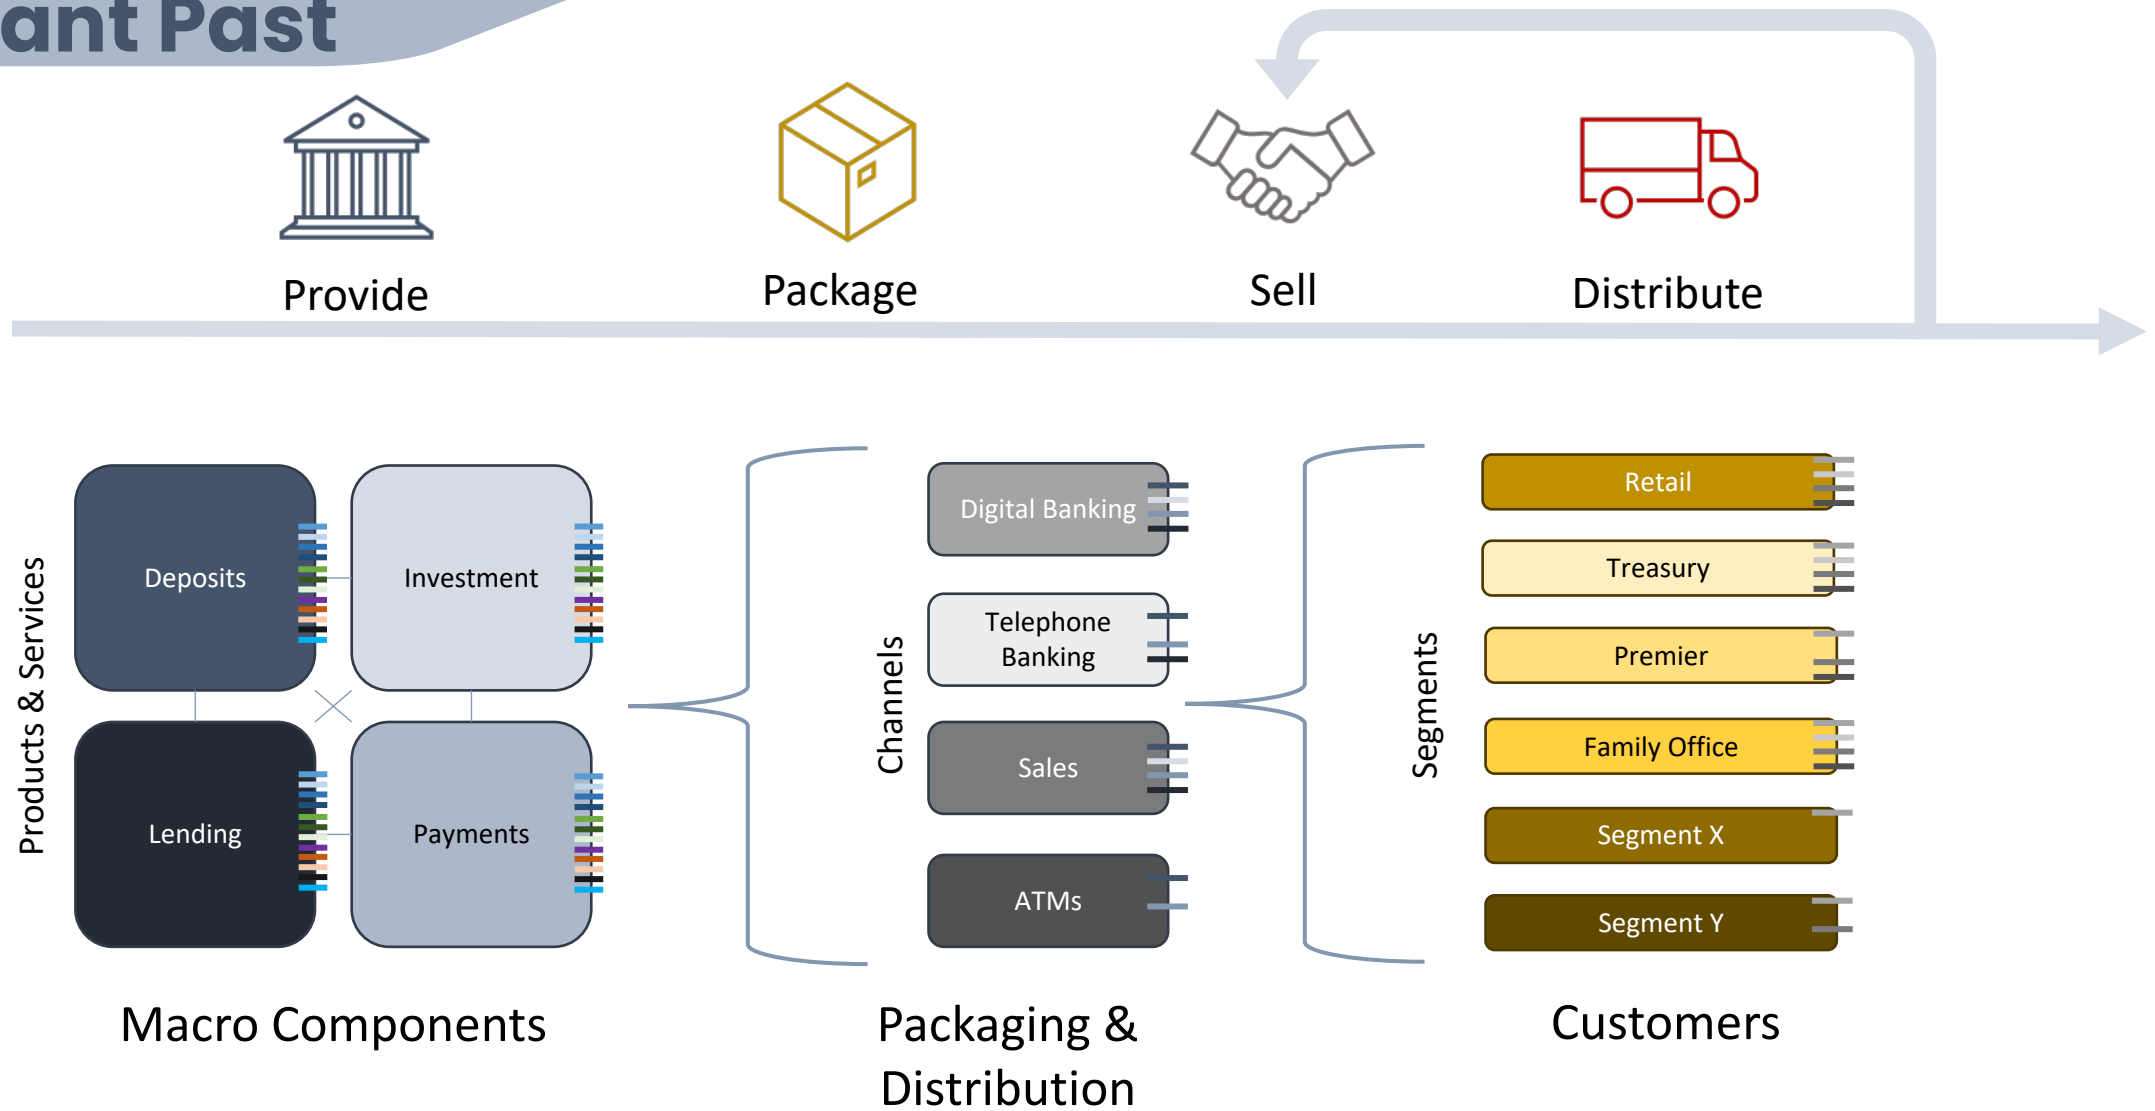 ant Past
Provide
Package
Sell
Distribute
Products & Services
Deposits
Investment
Lending
Payments
Channels
Digital Banking
Telephone
Banking
Sales
ATMs
Segments
Retail
Treasury
Premier
Family Office
Segment X
Segment Y
Macro Components
Packaging &
Distribution
Customers